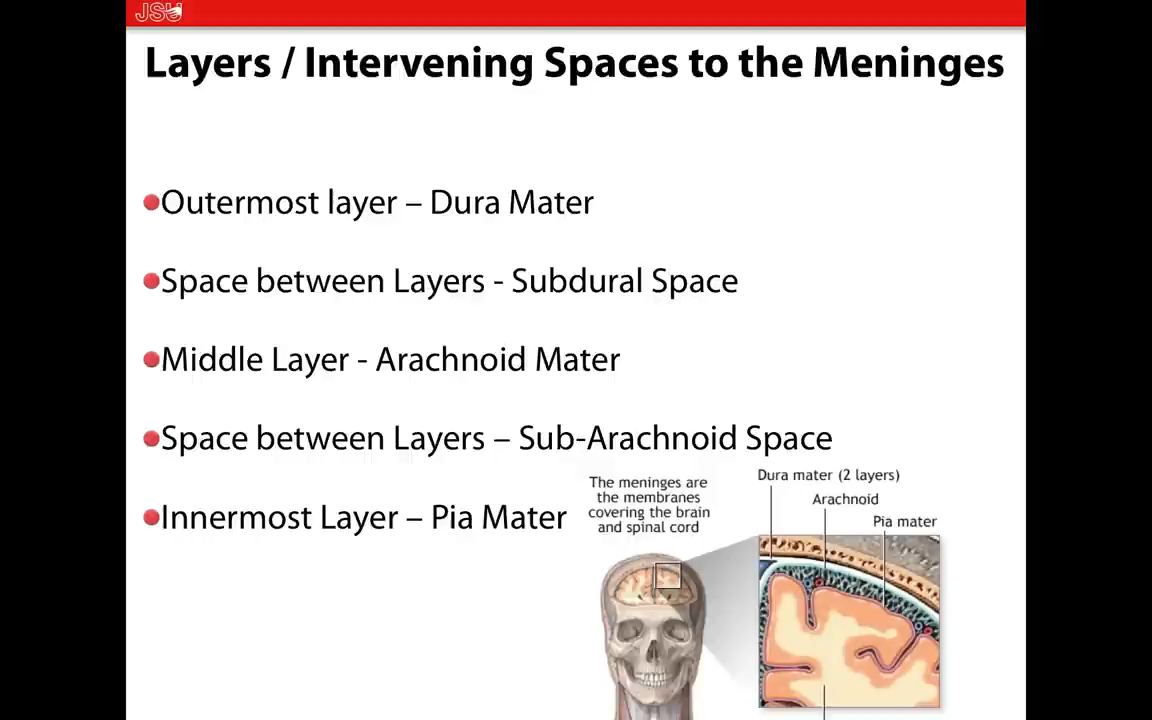 JSU
Layers / Intervening Spaces to the Meninges
Outermost layer – Dura Mater
Space between Layers - Subdural Space
Middle Layer - Arachnoid Mater
Space between Layers – Sub-Arachnoid Space
Innermost Layer – Pia Mater
The meninges are
the membranes
covering the brain
and spinal cord
Dura mater (2 layers)
Arachnoid
Pia mater